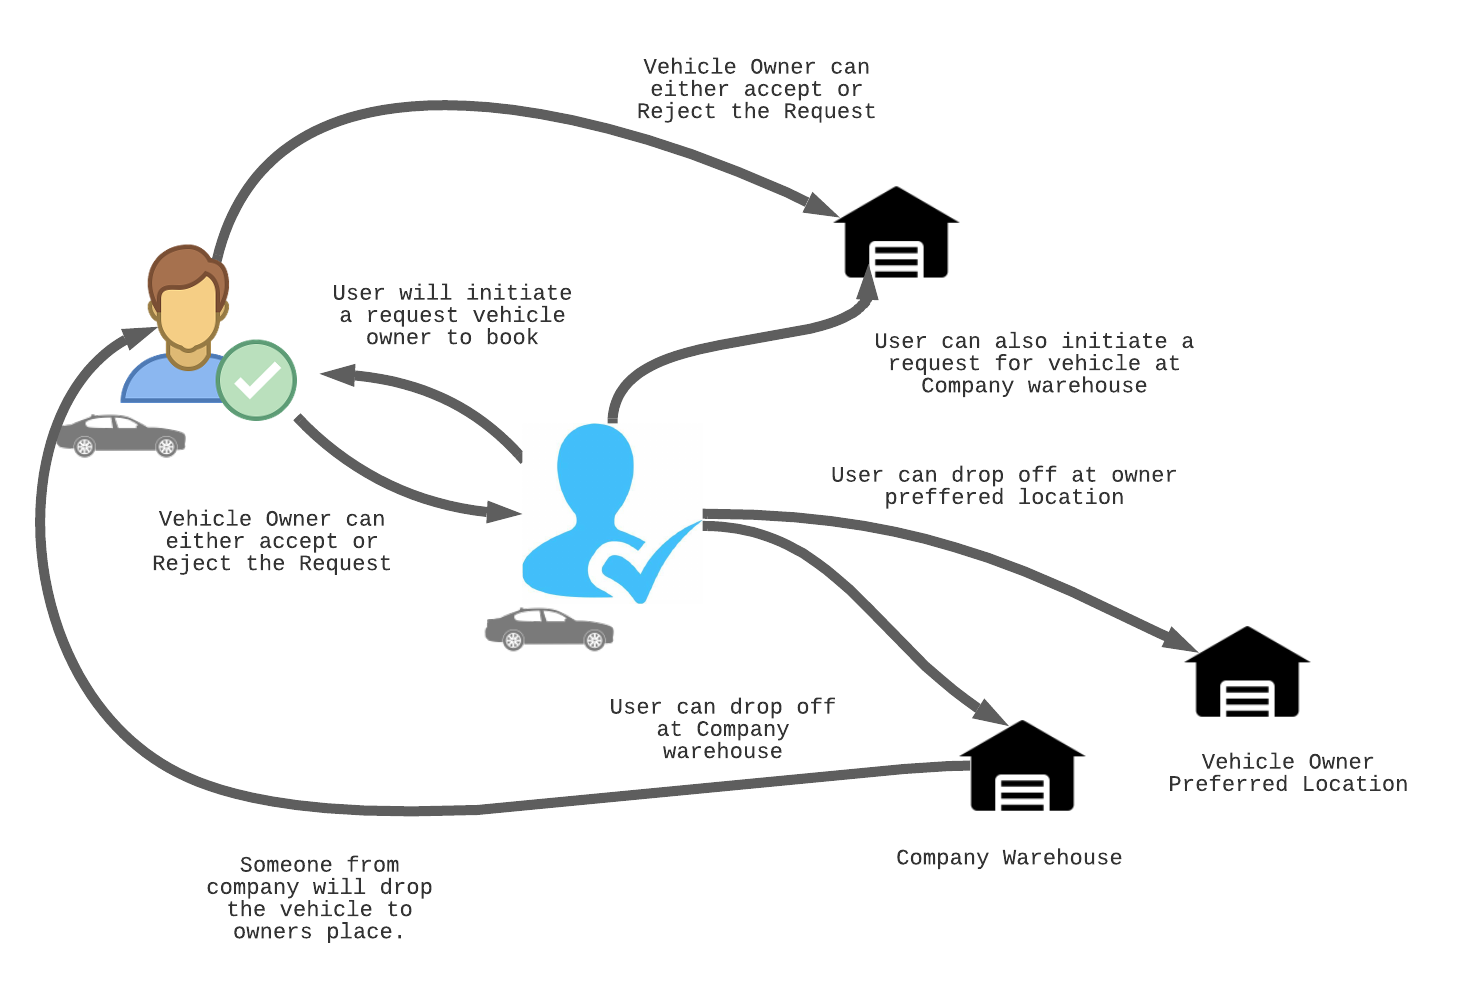 Vehicle Owner can
either accept or
Reject the Request
User will initiate
a request vehicle
owner to book
User can also initiate a
request for vehicle at
Company warehouse
User can drop off at owner
preffered location
Vehicle Owner can
either accept or
Reject the Request
User can drop off
at Company
warehouse
Vehicle Owner
Preferred Location
Company Warehouse
Someone from
company will drop
the vehicle to
owners place.